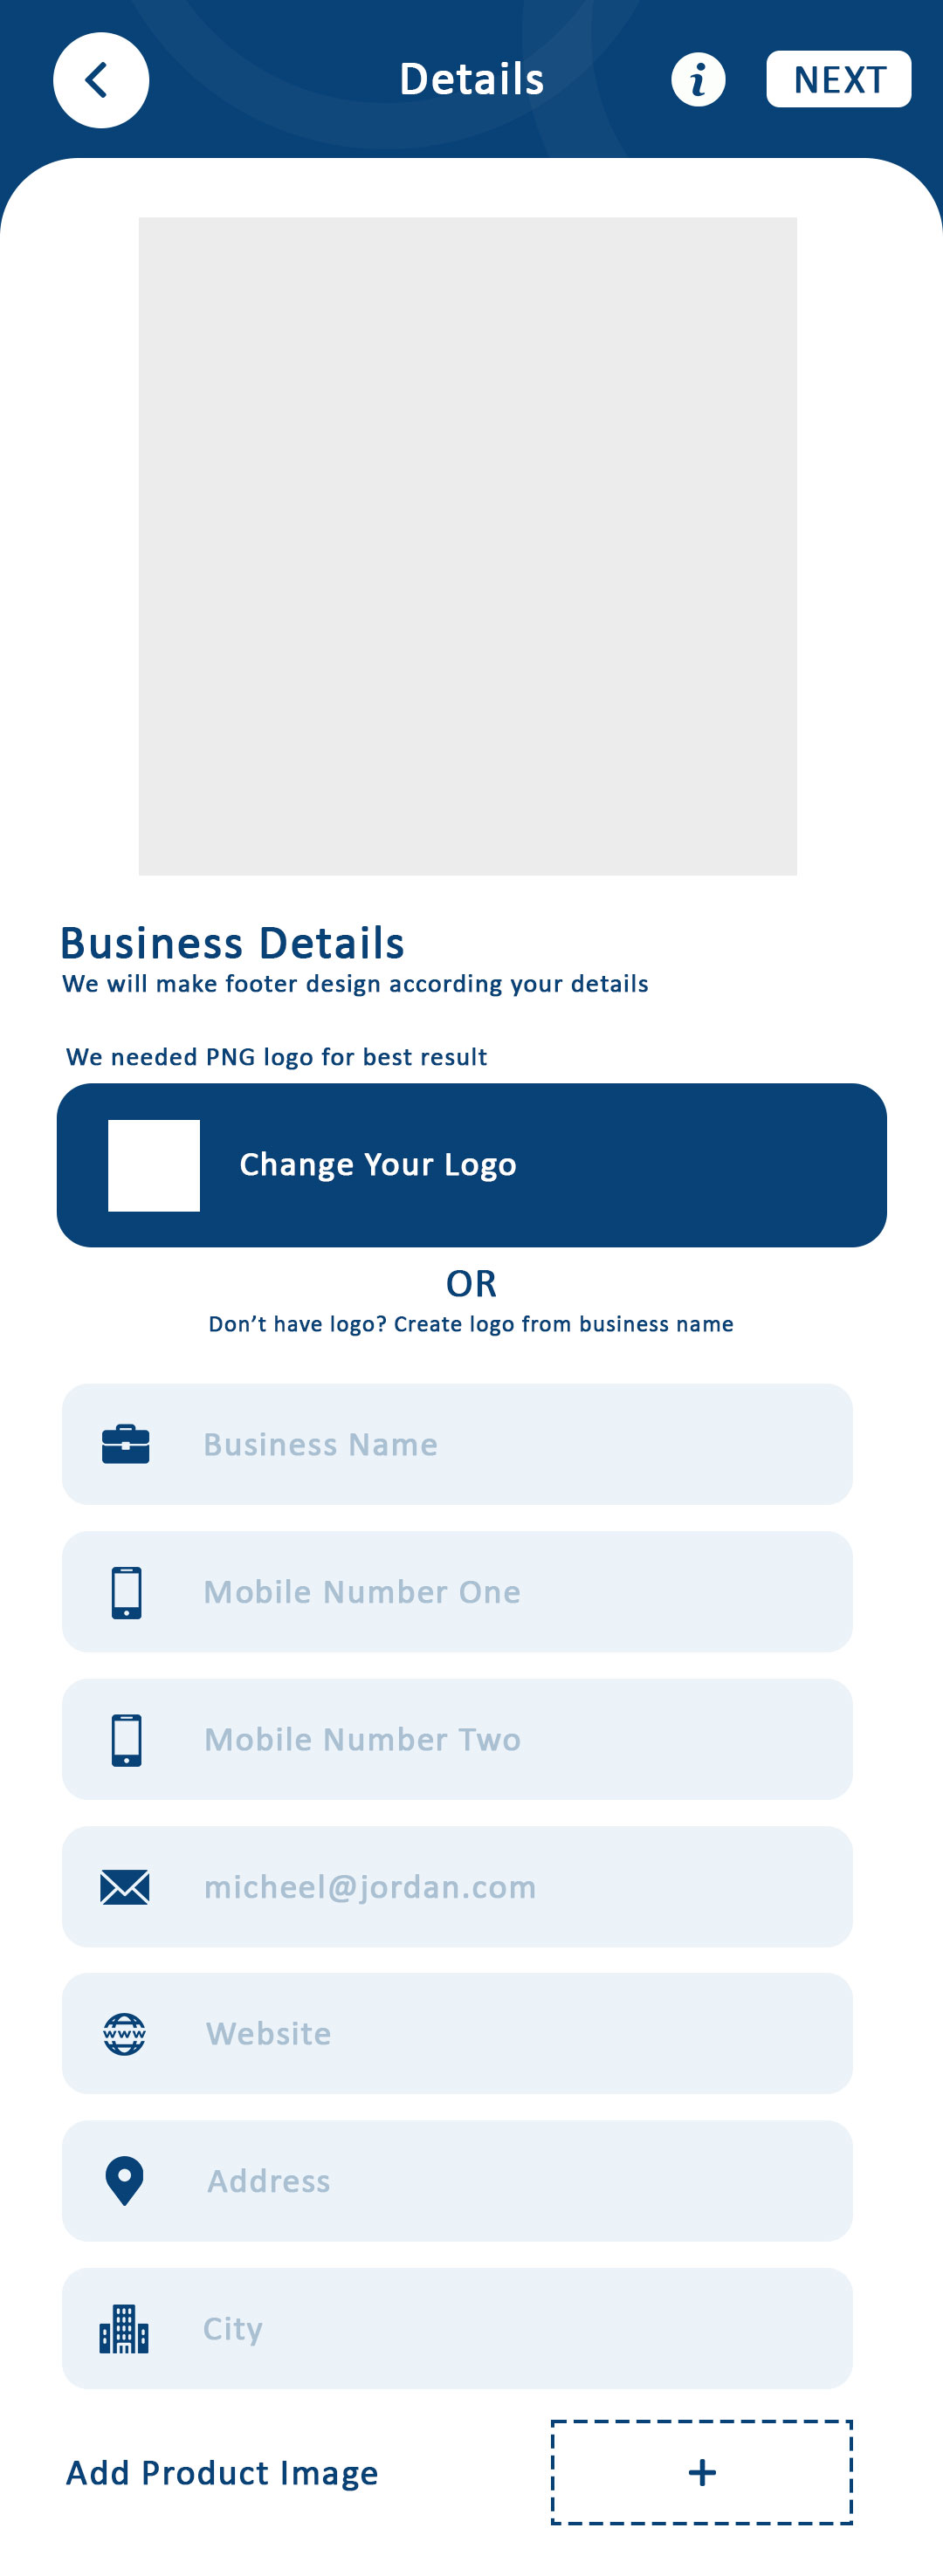 Details
i
NEXT
Business Details
We will make footer design according your details
We needed PNG logo for best result
Change Your Logo
OR
Don’t have logo? Create logo from business name
Business Name
Mobile Number One
Mobile Number Two
micheel@jordan.com
www
Website
Address
City
Add Product Image
+